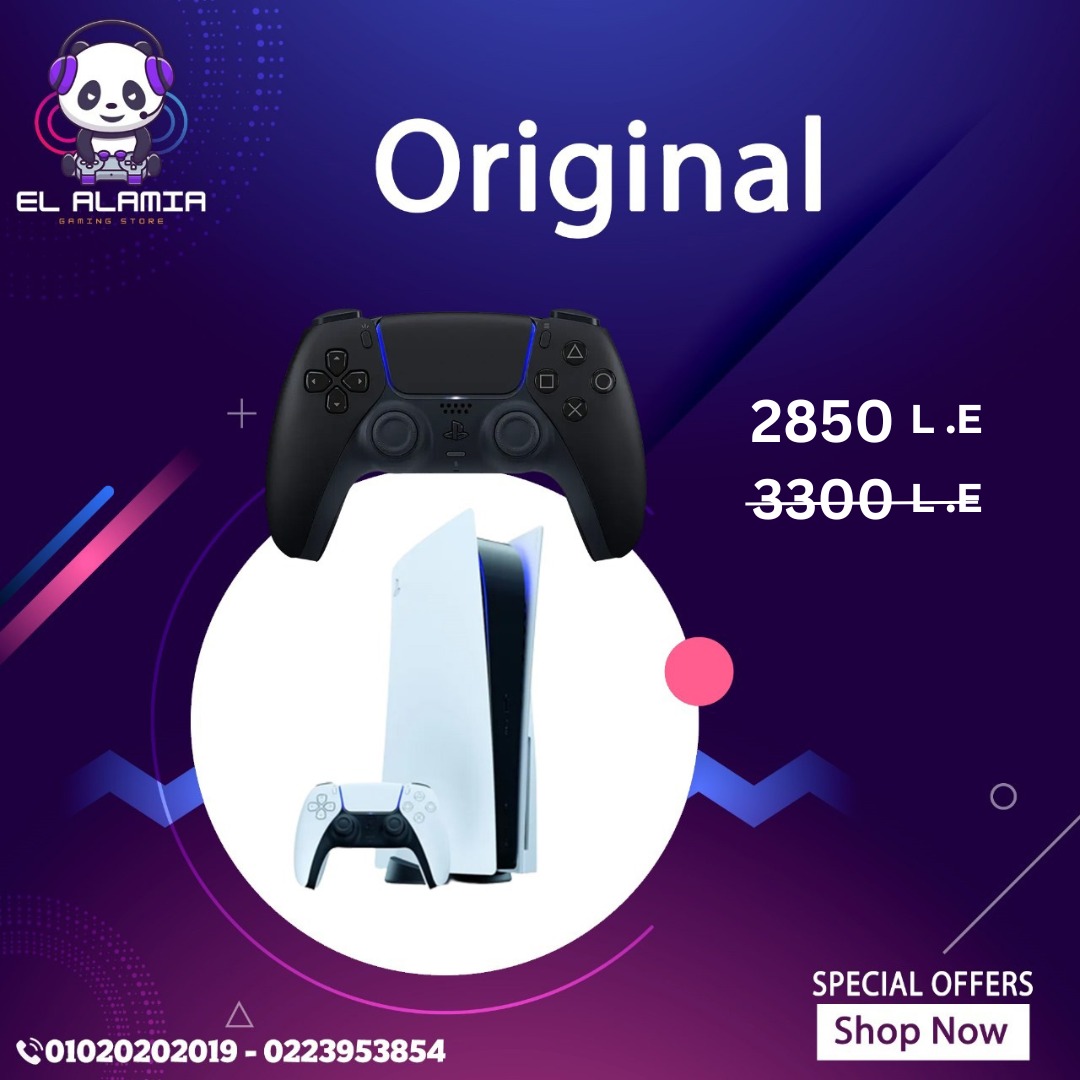 EL ALAMIA
GAMING STORE
Original
2850 L .E
3300 L .E
SPECIAL OFFERS
Shop Now
01020202019 - 0223953854